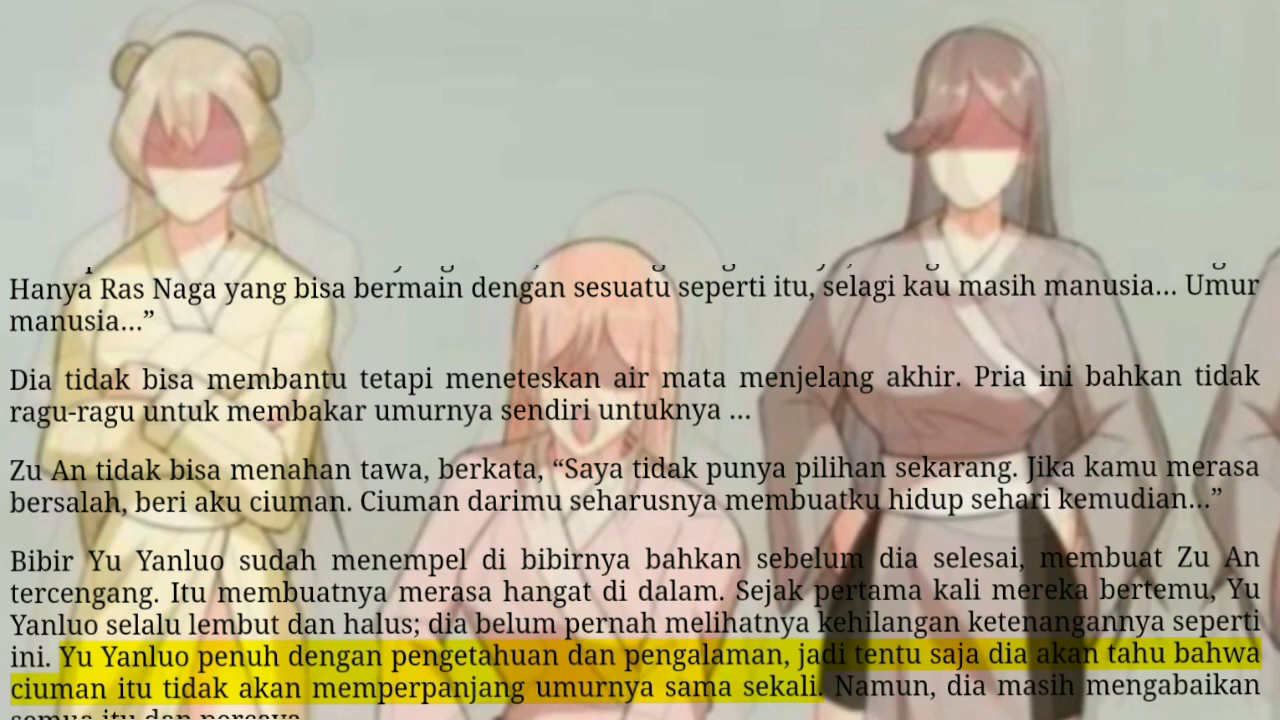 Hanya Ras Naga yang bisa bermain dengan sesuatu seperti itu, selagi kau masih manusia... Umur
manusia...”
Dia tidak bisa membantu tetapi meneteskan air mata menjelang akhir. Pria ini bahkan tidak
ragu-ragu untuk membakar umurnya sendiri untuknya ...
Zu An tidak bisa menahan tawa, berkata, “Saya tidak punya pilihan sekarang. Jika kamu merasa
bersalah, beri aku ciuman. Ciuman darimu seharusnya membuatku hidup sehari kemudian...”
Bibir Yu Yanluo sudah menempel di bibirnya bahkan sebelum dia selesai, membuat Zu An
tercengang. Itu membuatnya merasa hangat di dalam. Sejak pertama kali mereka bertemu, Yu
Yanluo selalu lembut dan halus; dia belum pernah melihatnya kehilangan ketenangannya seperti
ini. Yu Yanluo penuh dengan pengetahuan dan pengalaman, jadi tentu saja dia akan tahu bahwa
ciuman itu tidak akan memperpanjang umurnya sama sekali. Namun, dia masih mengabaikan
semua itu dan percaya